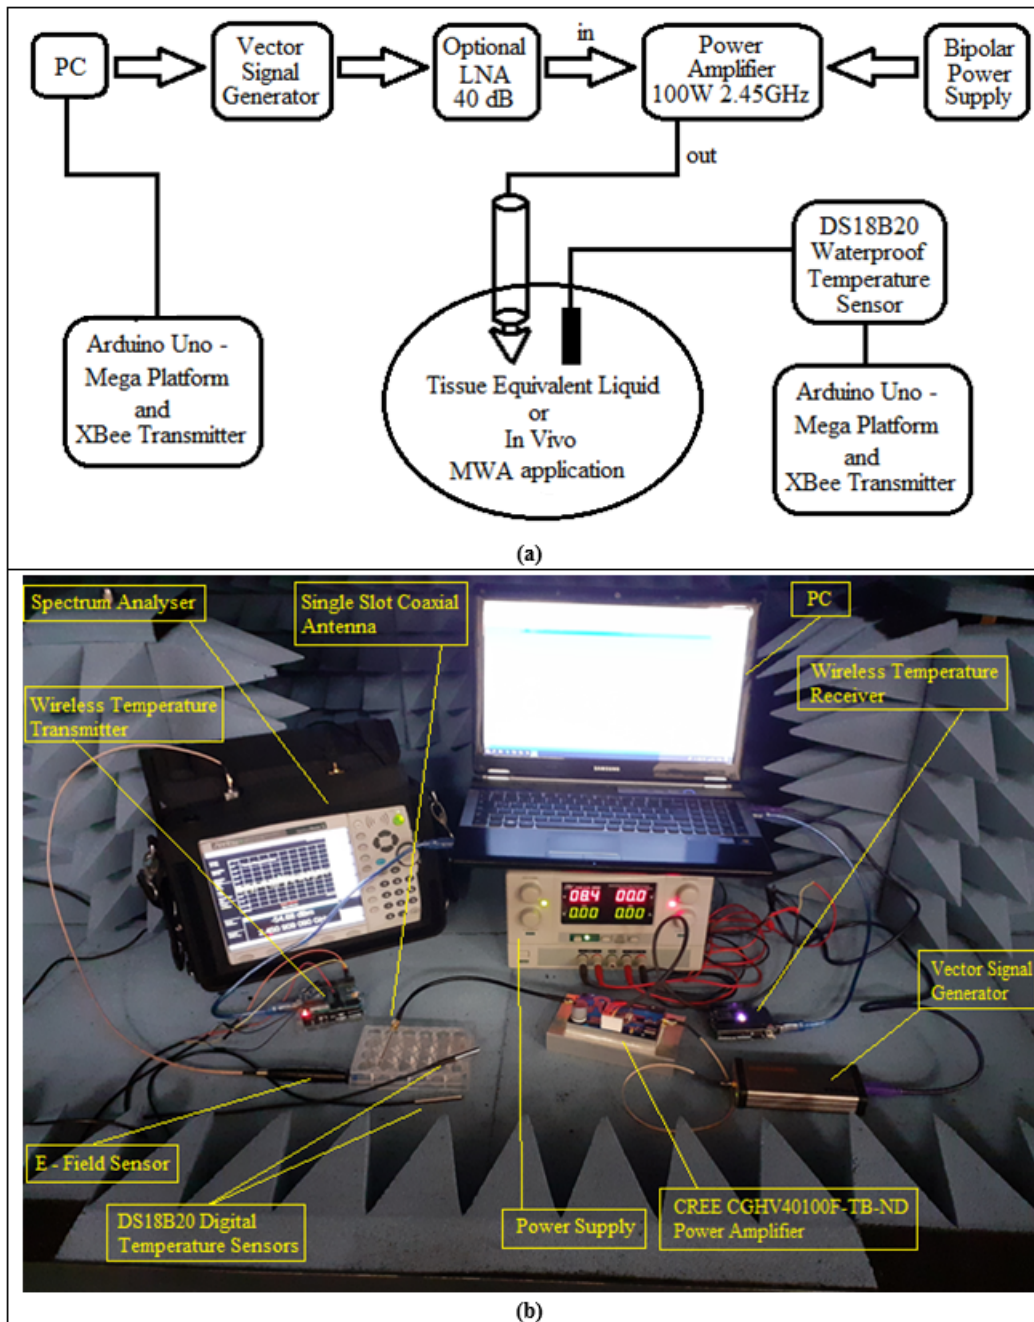 PC
Vector
Signal
Generator
Optional
LNA
40 dB
in
Power
Amplifier
100W 2.45GHz
Bipolar
Power
Supply
out
DS18B20
Waterproof
Temperature
Sensor
Arduino Uno -
Mega Platform
and
XBee Transmitter
Tissue Equivalent Liquid
or
In Vivo
MWA application
Arduino Uno -
Mega Platform
and
XBee Transmitter
(a)
Spectrum Analyser
Single Slot Coaxial
Antenna
PC
Wireless Temperature
Transmitter
Wireless Temperature
Receiver
SAMSUNG
08.4 00.0
0.00 0.00
Vector Signal
Generator
E - Field Sensor
DS18B20 Digital
Temperature Sensors
Power Supply
CREE CGHV40100F-TB-ND
Power Amplifier
(b)